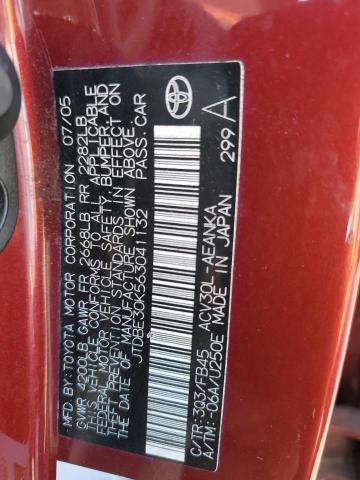 MFD. BY: TOYOTA MOTOR CORPORATION 07/05
GVWR 4200LB GAWR FR 2660LB RR 2282LB
THIS VEHICLE CONFORMS TO ALL APPLICABLE
FEDERAL MOTOR VEHICLE SAFETY, BUMPER, AND
THEFT PREVENTION STANDARDS IN EFFECT ON
THE DATE OF MANUFACTURE SHOWN ABOVE.
JTDBE30K563041132 PASS. CAR
C/TR: 3Q3/FB45 ACV30L-AEANKA
A/TM: -06A/U250E MADE IN JAPAN
299 A